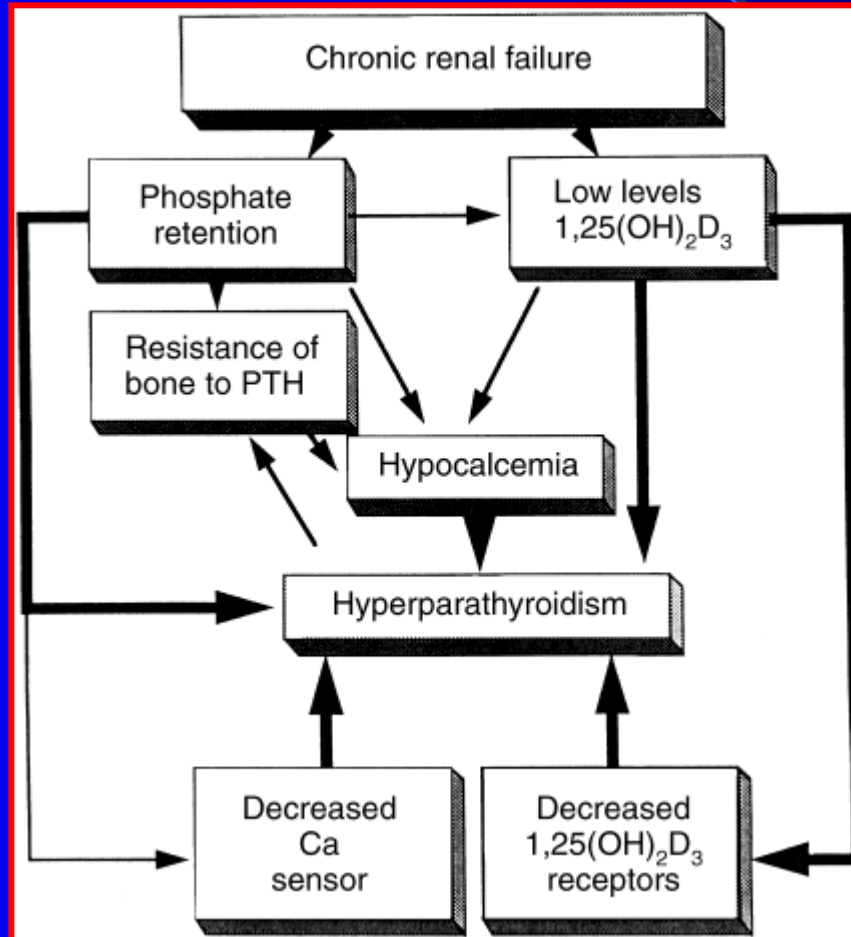 Chronic renal failure
Phosphate
retention
Low levels
1,25(OH)₂D₃
Resistance of
bone to PTH
Hypocalcemia
Hyperparathyroidism
Decreased
Ca
sensor
Decreased
1,25(OH)₂D₃
receptors